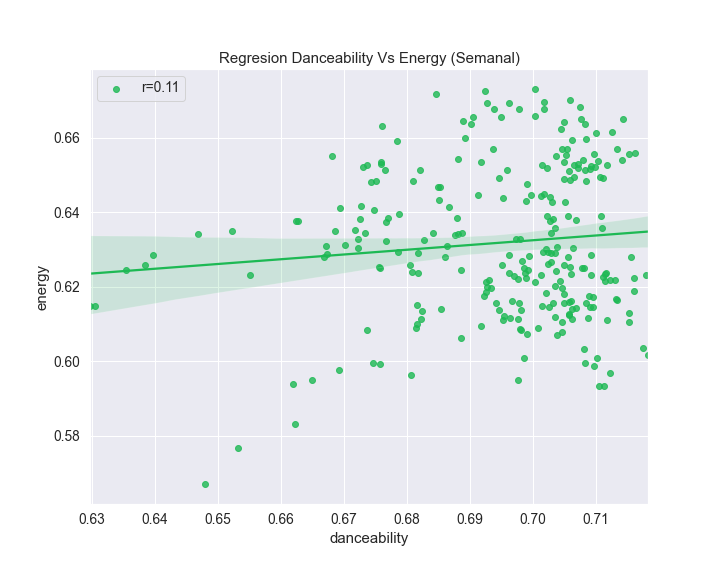 Regresion Danceability Vs Energy (Semanal)
r=0.11
energy
0.66
0.64
0.62
0.60
0.58
0.63 0.64 0.65 0.66 0.67 0.68 0.69 0.70 0.71
danceability